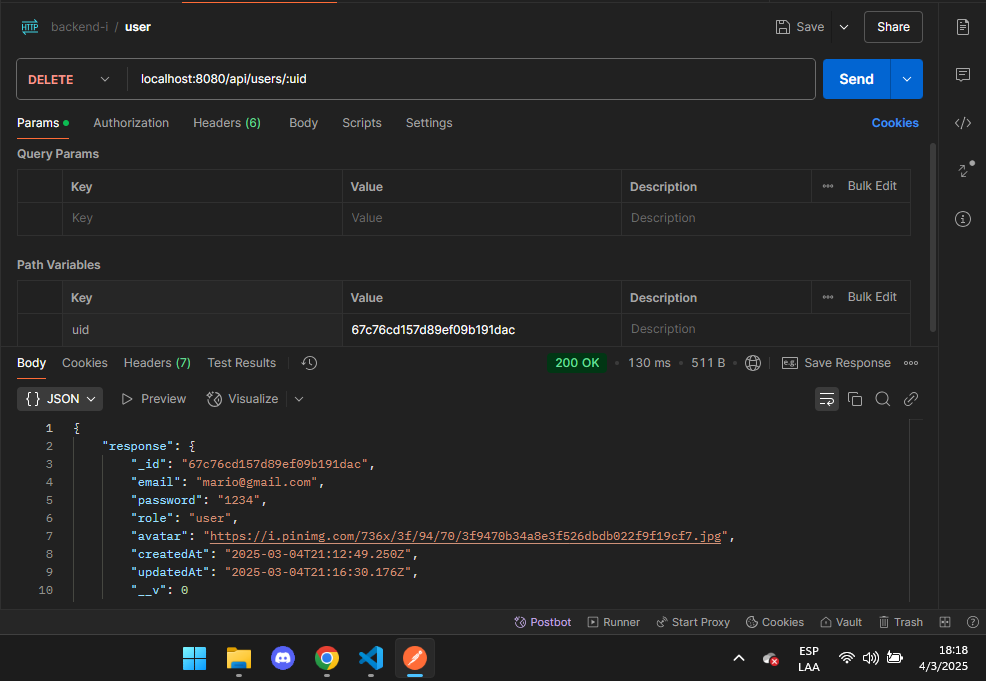 HTTP backend-i / user Save Share
DELETE localhost:8080/api/users/:uid Send
Params Authorization Headers (6) Body Scripts Settings Cookies
Query Params
Key Value Description ••• Bulk Edit
Key Value Description
Path Variables
Key Value Description ••• Bulk Edit
uid 67c76cd157d89ef09b191dac Description
Body Cookies Headers (7) Test Results 200 OK • 130 ms • 511 B • e.g. Save Response •••
{} JSON Preview Visualize
1 {
2 "response": {
3 "_id": "67c76cd157d89ef09b191dac",
4 "email": "mario@gmail.com",
5 "password": "1234",
6 "role": "user",
7 "avatar": "https://i.pinimg.com/736x/3f/94/70/3f9470b34a8e3f526dbdb022f9f19cf7.jpg",
8 "createdAt": "2025-03-04T21:12:49.250Z",
9 "updatedAt": "2025-03-04T21:16:30.176Z",
10 "__v": 0
Postbot Runner Start Proxy Cookies Vault Trash
ESP 18:18
LAA 4/3/2025